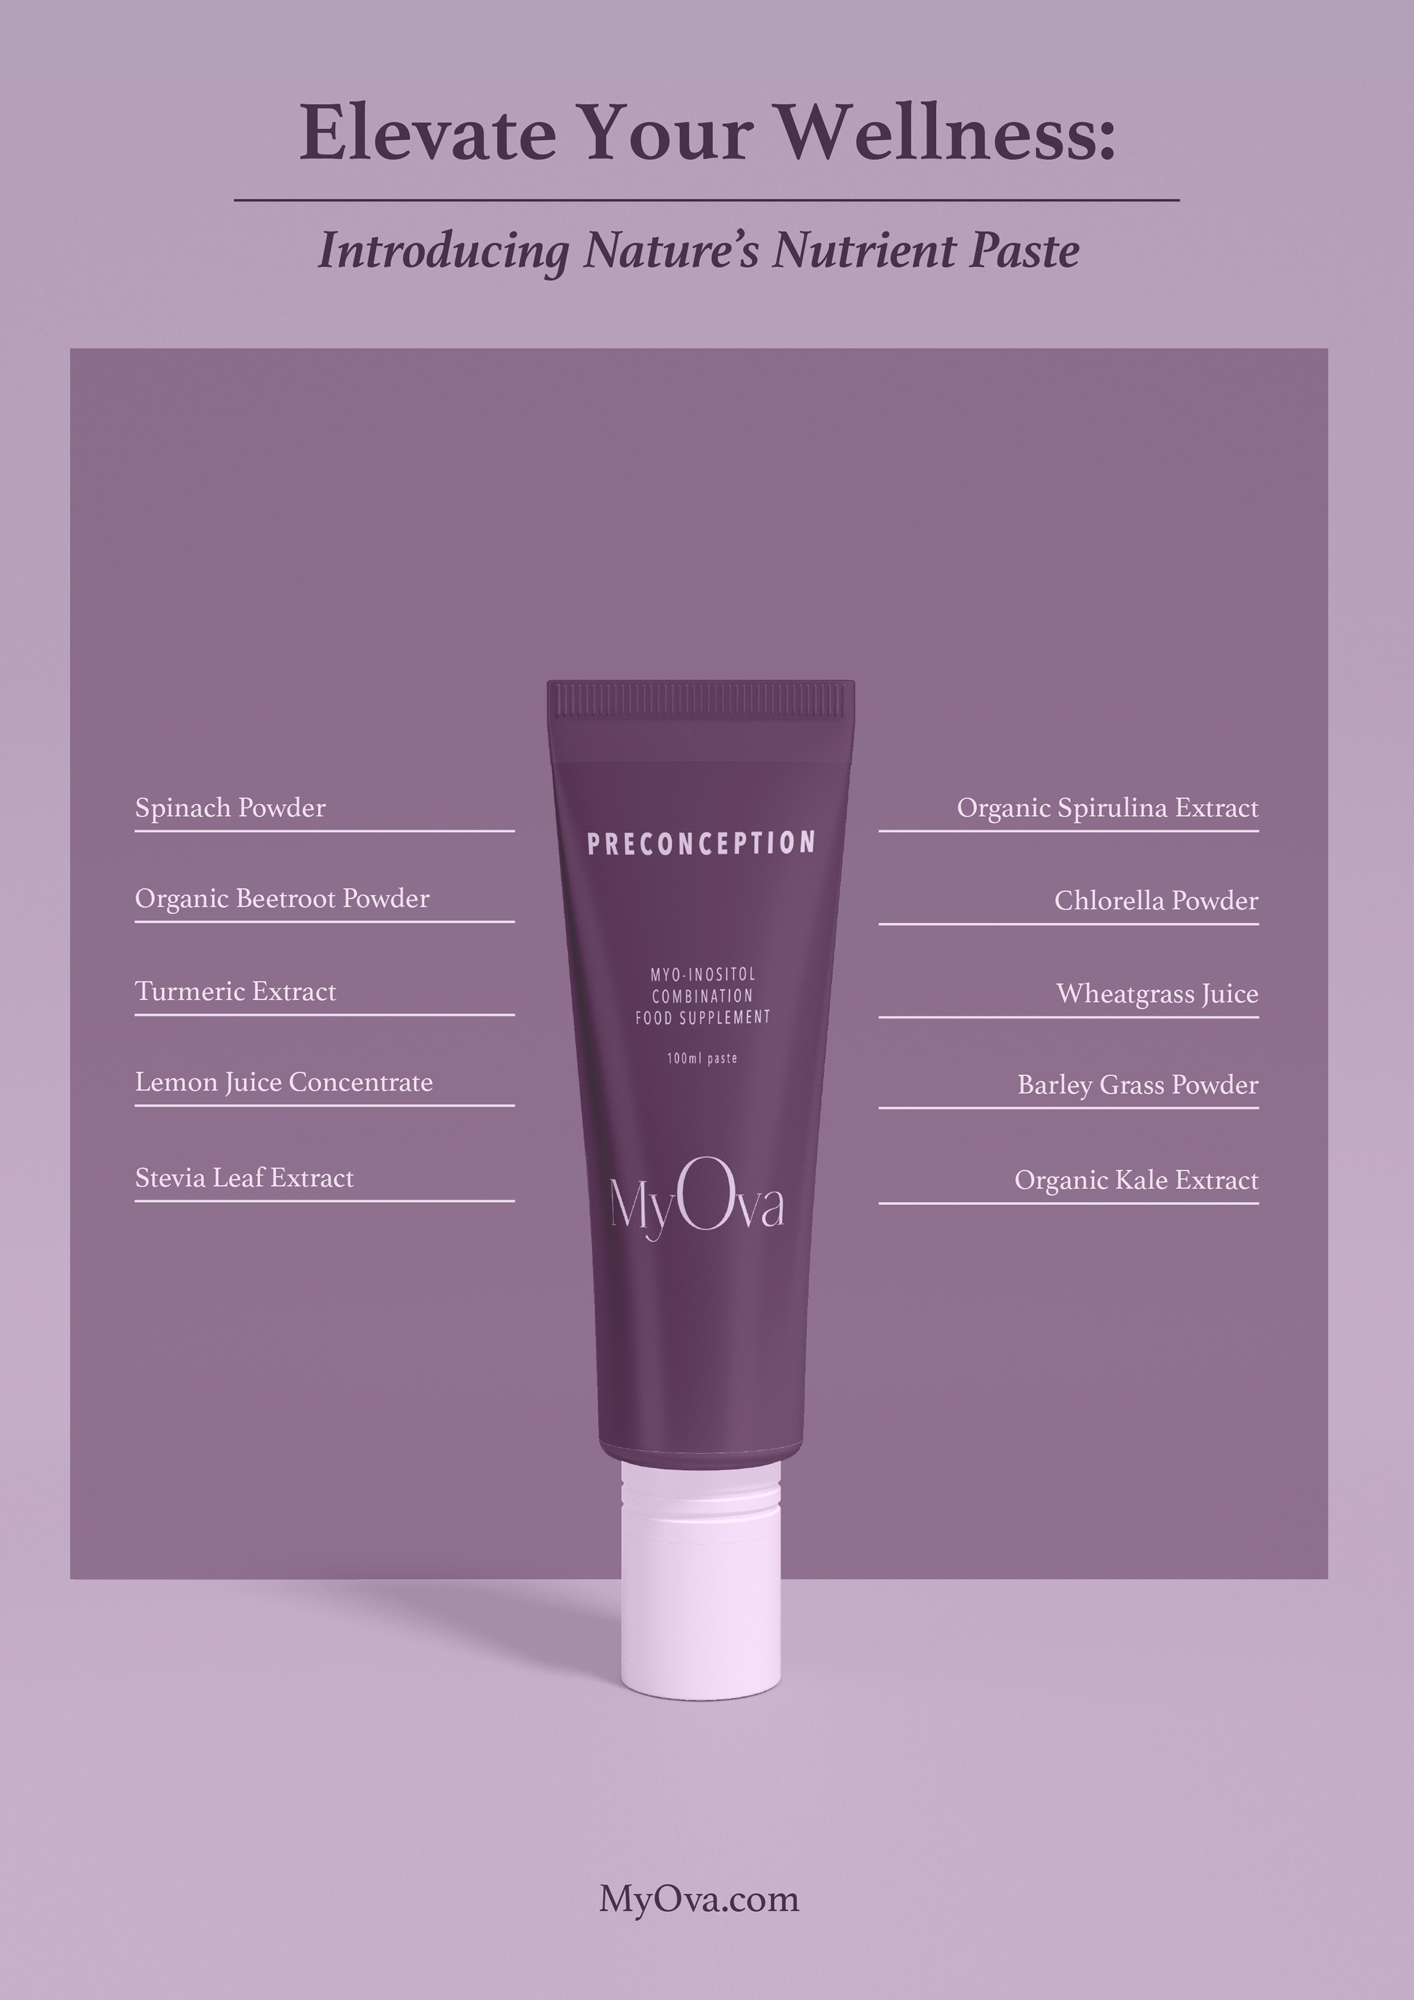 Elevate Your Wellness:
Introducing Nature's Nutrient Paste
Spinach Powder
Organic Beetroot Powder
Turmeric Extract
Lemon Juice Concentrate
Stevia Leaf Extract
PRECONCEPTION
MYO-INOSITOL
COMBINATION
FOOD SUPPLEMENT
100ml paste
MyOva
Organic Spirulina Extract
Chlorella Powder
Wheatgrass Juice
Barley Grass Powder
Organic Kale Extract
MyOva.com